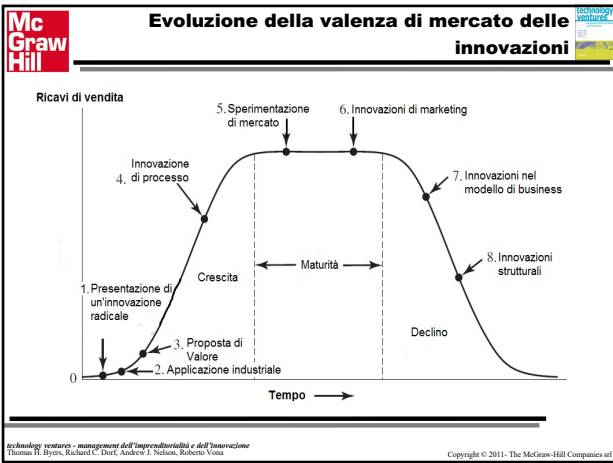 Mc
Graw
Hill
Evoluzione della valenza di mercato delle
innovazioni
technology
ventures
Ricavi di vendita
5. Sperimentazione
di mercato
6. Innovazioni di marketing
Innovazione
4. di processo
7. Innovazioni nel
modello di business
8. Innovazioni
strutturali
Crescita
Maturità
1. Presentazione di
un'innovazione
radicale
Declino
3. Proposta di
Valore
2. Applicazione industriale
0
Tempo
technology ventures - management dell'imprenditorialità e dell'innovazione
Thomas H. Byers, Richard C. Dorf, Andrew J. Nelson, Roberto Vona
Copyright © 2011- The McGraw-Hill Companies srl